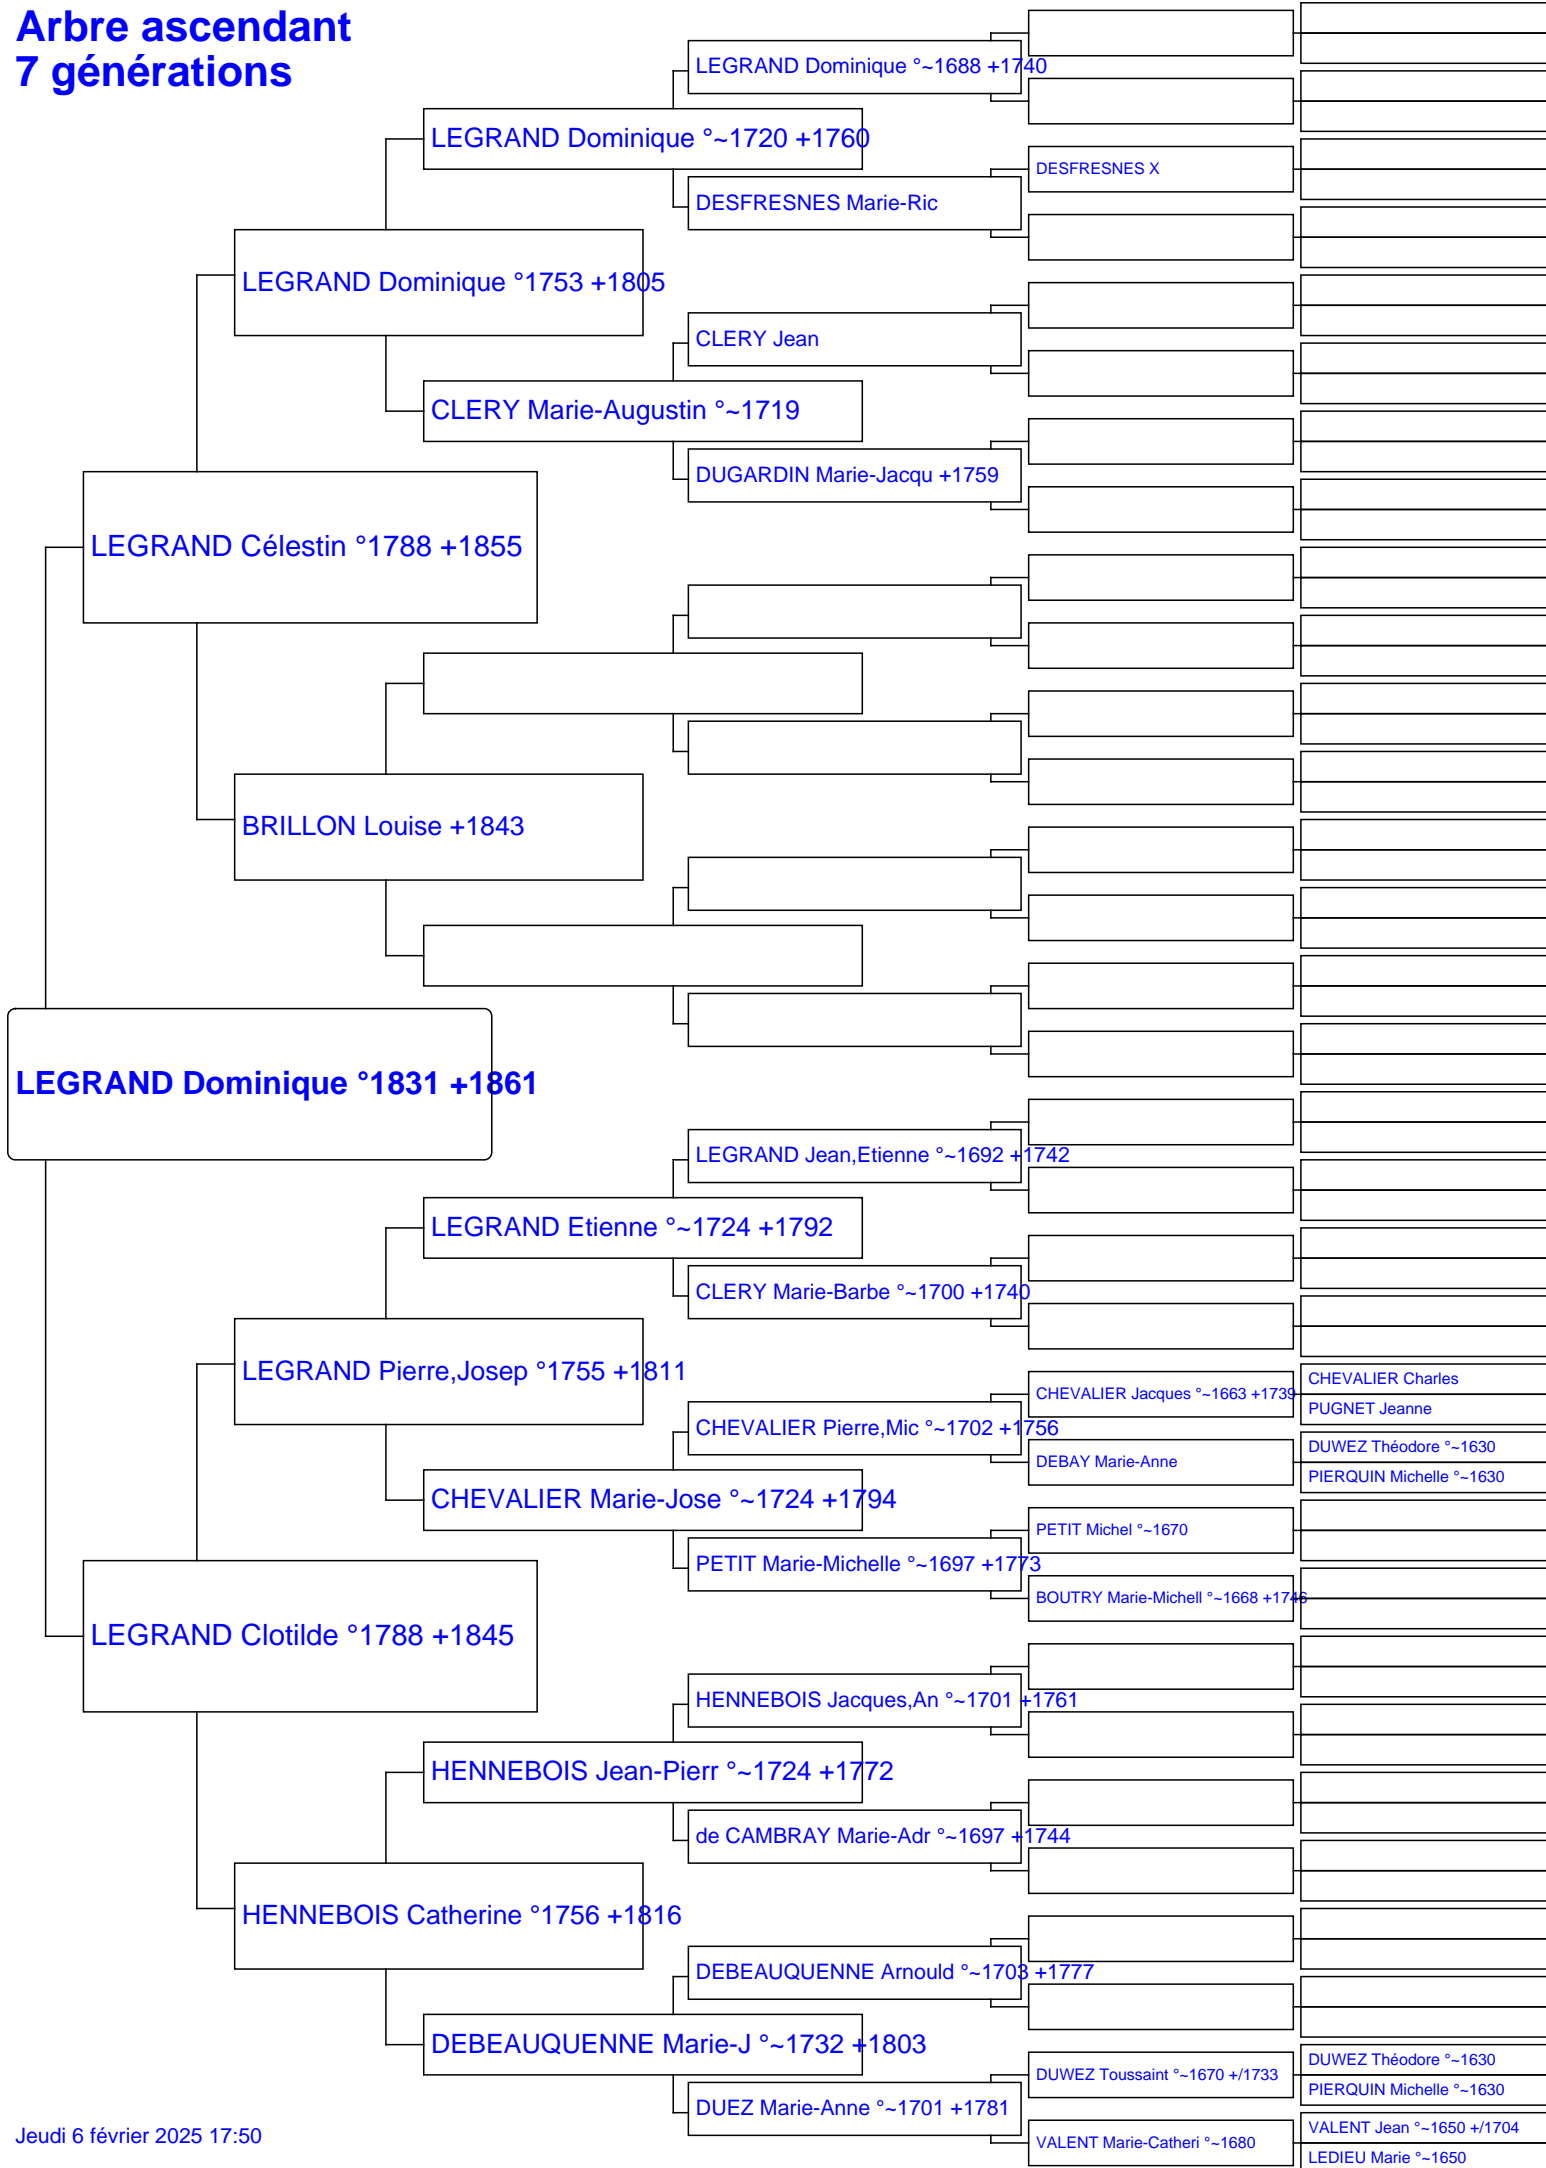 Arbre ascendant
7 générations
LEGRAND Dominique °~1688 +1740
LEGRAND Dominique °~1720 +1760
DESFRESNES X
DESFRESNES Marie-Ric
LEGRAND Dominique °1753 +1805
CLERY Jean
CLERY Marie-Augustin °~1719
DUGARDIN Marie-Jacqu +1759
LEGRAND Célestin °1788 +1855
BRILLON Louise +1843
LEGRAND Dominique °1831 +1861
LEGRAND Jean,Etienne °~1692 +1742
LEGRAND Etienne °~1724 +1792
CLERY Marie-Barbe °~1700 +1740
LEGRAND Pierre,Josep °1755 +1811
CHEVALIER Charles
CHEVALIER Jacques °~1663 +1739
PUGNET Jeanne
CHEVALIER Pierre,Mic °~1702 +1756
DUWEZ Théodore °~1630
DEBAY Marie-Anne
PIERQUIN Michelle °~1630
CHEVALIER Marie-Jose °~1724 +1794
PETIT Michel °~1670
PETIT Marie-Michelle °~1697 +1773
BOUTRY Marie-Michell °~1668 +1746
LEGRAND Clotilde °1788 +1845
HENNEBOIS Jacques,An °~1701 +1761
HENNEBOIS Jean-Pierr °~1724 +1772
de CAMBRAY Marie-Adr °~1697 +1744
HENNEBOIS Catherine °1756 +1816
DEBEAUQUENNE Arnould °~1703 +1777
DEBEAUQUENNE Marie-J °~1732 +1803
DUWEZ Théodore °~1630
DUWEZ Toussaint °~1670 +/1733
PIERQUIN Michelle °~1630
DUEZ Marie-Anne °~1701 +1781
VALENT Jean °~1650 +/1704
VALENT Marie-Catheri °~1680
LEDIEU Marie °~1650
Jeudi 6 février 2025 17:50